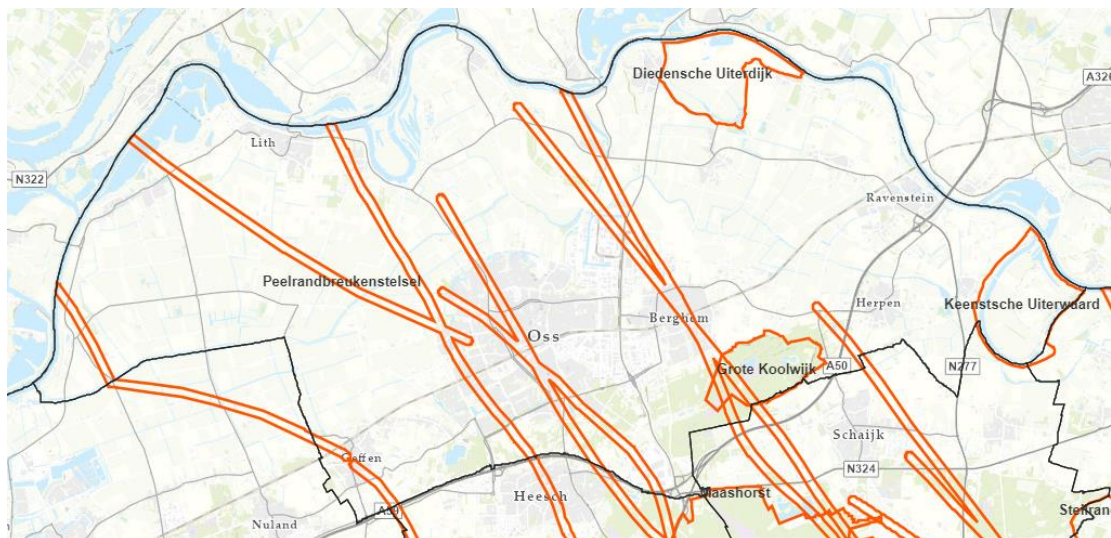 Diedensche Uiterdijk
A326
Lith
N322
Ravenstein
Peelrandbreukenstelsel
Herpen
Keenstsche Uiterwaard
Berghem
Oss
Grote Koolwijk
A50
N277
Schaijk
Geffen
N324
Heesch
Maashorst
A59
Nuland